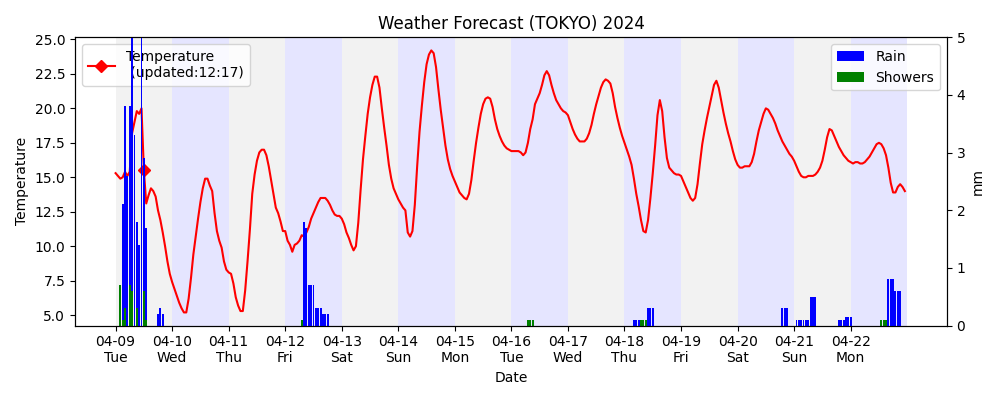 Weather Forecast (TOKYO) 2024
Temperature
(updated:12:17)
Rain
Showers
25.0
22.5
20.0
17.5
15.0
12.5
10.0
7.5
5.0
Temperature
5
4
3
2
1
0
mm
04-09 04-10 04-11 04-12 04-13 04-14 04-15 04-16 04-17 04-18 04-19 04-20 04-21 04-22
Tue Wed Thu Fri Sat Sun Mon Tue Wed Thu Fri Sat Sun Mon
Date